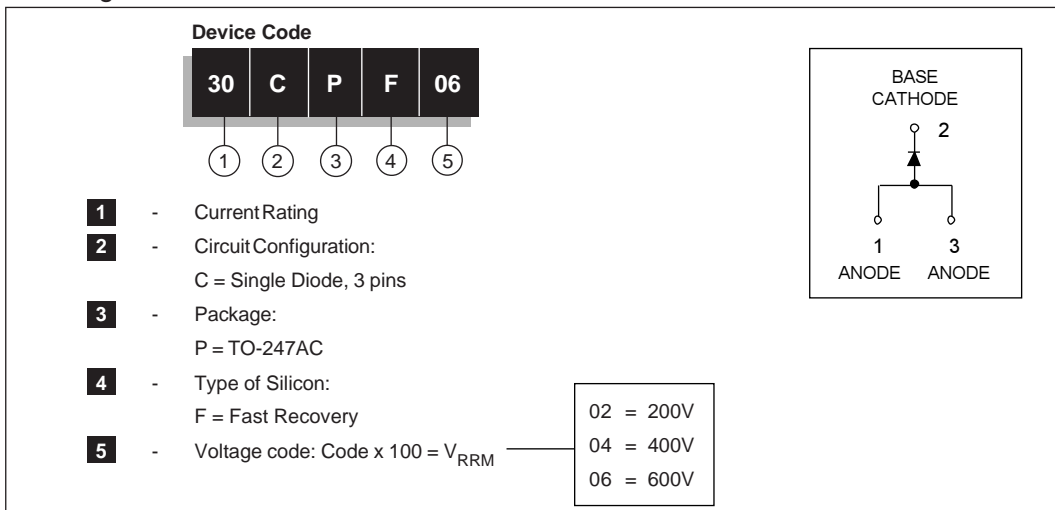 Device Code
30 C P F 06
1 2 3 4 5
1 - Current Rating
2 - Circuit Configuration:
C = Single Diode, 3 pins
3 - Package:
P = TO-247AC
4 - Type of Silicon:
F = Fast Recovery
5 - Voltage code: Code x 100 = VRRM
02 = 200V
04 = 400V
06 = 600V
BASE
CATHODE
2
1 3
ANODE ANODE